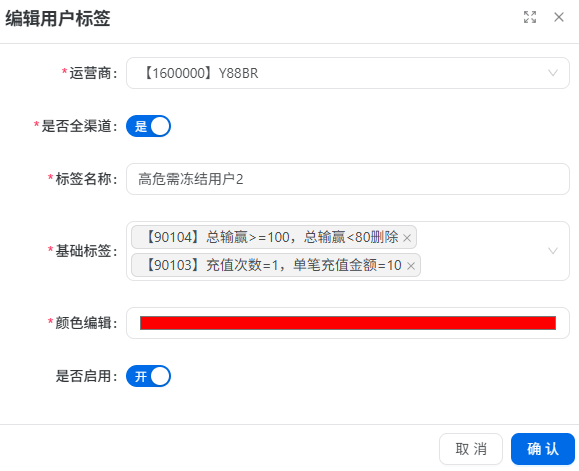 编辑用户标签
*运营商: 【1600000】Y88BR
*是否全渠道: 是
*标签名称: 高危需冻结用户2
*基础标签: 【90104】总输赢>=100，总输赢<80删除 ×
【90103】充值次数=1，单笔充值金额=10 ×
*颜色编辑:
是否启用: 开
取 消 确 认